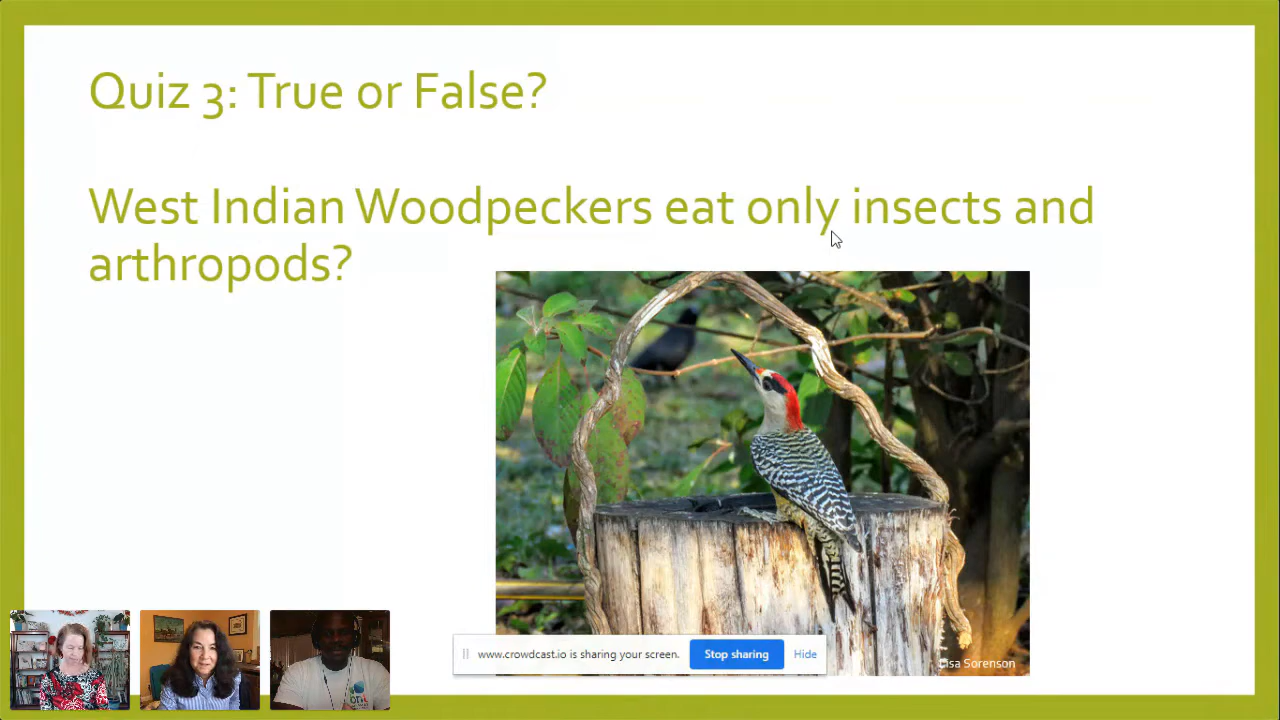 Quiz 3: True or False?
West Indian Woodpeckers eat only insects and
arthropods?
www.crowdcast.io is sharing your screen. Stop sharing Hide
Lisa Sorenson